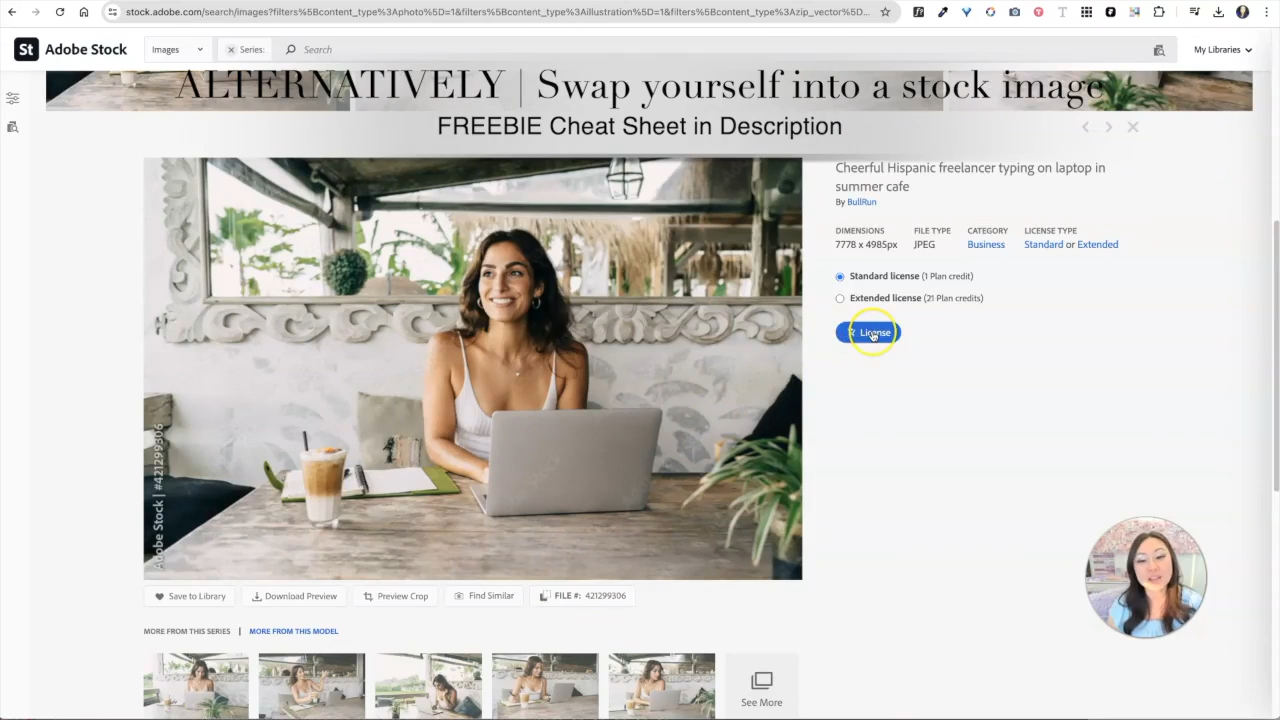 stock.adobe.com/search/images?filters%5Bcontent_type%3Aphoto%5D=1&filters%5Bcontent_type%3Aillustration%5D=1&filters%5Bcontent_type%3Azip_vector%5D...
St Adobe Stock
Images
Series:
Search
My Libraries
ALTERNATIVELY | Swap yourself into a stock image
FREEBIE Cheat Sheet in Description
Cheerful Hispanic freelancer typing on laptop in
summer cafe
By BullRun
DIMENSIONS FILE TYPE CATEGORY LICENSE TYPE
7778 x 4985px JPEG Business Standard or Extended
Standard license (1 Plan credit)
Extended license (21 Plan credits)
License
Adobe Stock | #421299306
Save to Library
Download Preview
Preview Crop
Find Similar
FILE #: 421299306
MORE FROM THIS SERIES | MORE FROM THIS MODEL
See More